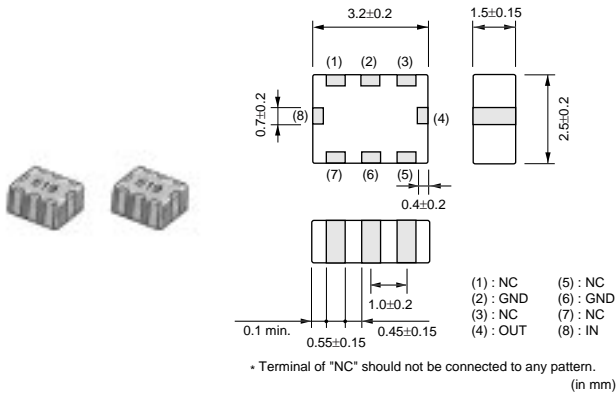 3.2±0.2
1.5±0.15
(1)
(2)
(3)
0.7±0.2
(8)
(4)
2.5±0.2
(7)
(6)
(5)
0.4±0.2
1.0±0.2
0.1 min.
0.45±0.15
0.55±0.15
(1) : NC (5) : NC
(2) : GND (6) : GND
(3) : NC (7) : NC
(4) : OUT (8) : IN
* Terminal of "NC" should not be connected to any pattern.
(in mm)